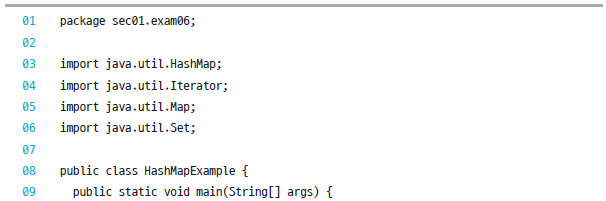 01 package sec01.exam06;
02
03 import java.util.HashMap;
04 import java.util.Iterator;
05 import java.util.Map;
06 import java.util.Set;
07
08 public class HashMapExample {
09 public static void main(String[] args) {